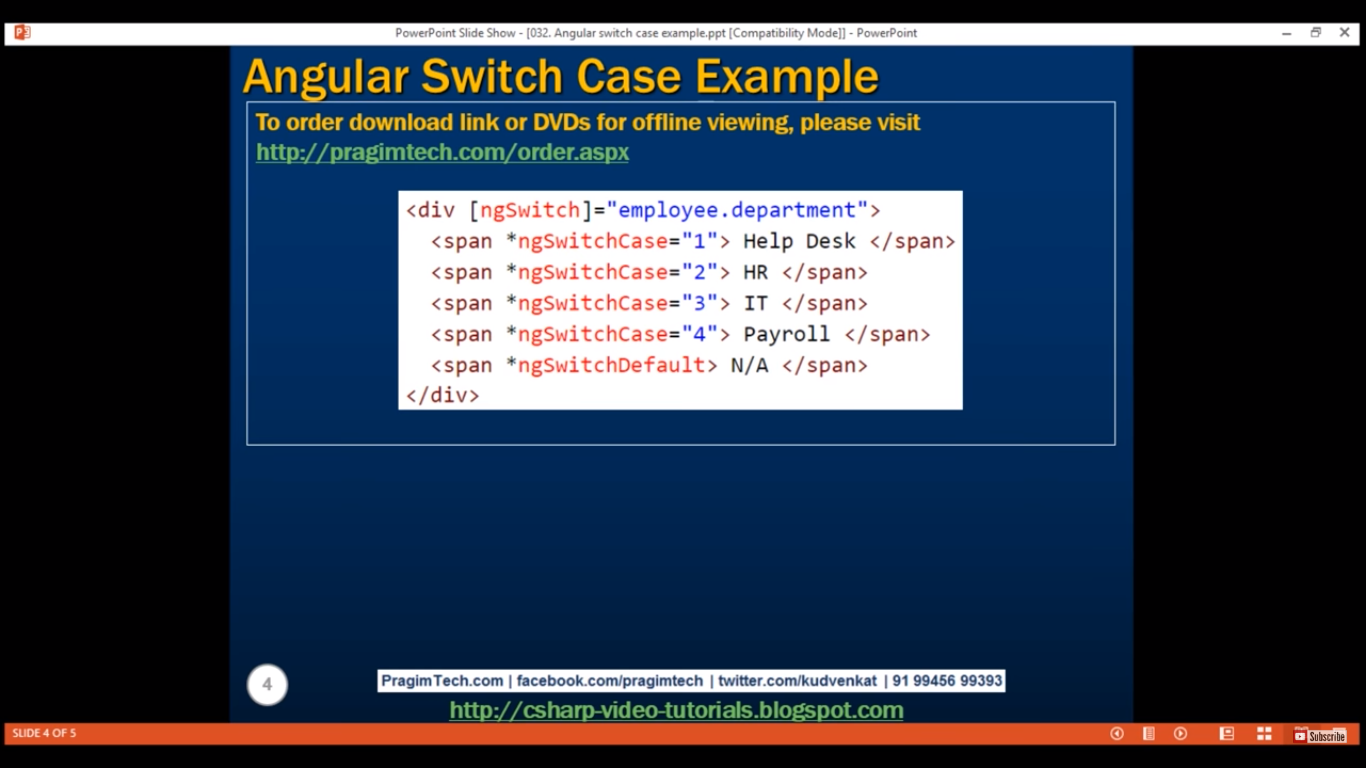 PowerPoint Slide Show - [032. Angular switch case example.ppt [Compatibility Mode]] - PowerPoint
Angular Switch Case Example
To order download link or DVDs for offline viewing, please visit
http://pragimtech.com/order.aspx
<div [ngSwitch]="employee.department">
<span *ngSwitchCase="1"> Help Desk </span>
<span *ngSwitchCase="2"> HR </span>
<span *ngSwitchCase="3"> IT </span>
<span *ngSwitchCase="4"> Payroll </span>
<span *ngSwitchDefault> N/A </span>
</div>
4
PragimTech.com | facebook.com/pragimtech | twitter.com/kudvenkat | 91 99456 99393
http://csharp-video-tutorials.blogspot.com
SLIDE 4 OF 5
Subscribe